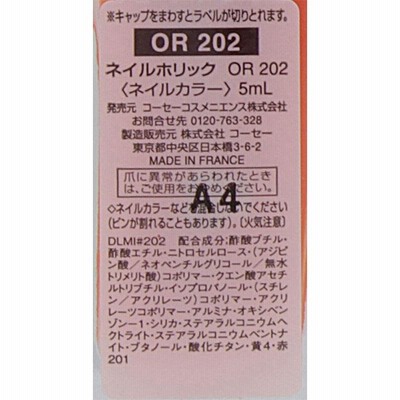 ※キャップをまわすとラベルが切りとれます。
OR 202
ネイルホリック OR 202
〈ネイルカラー〉5mL
発売元 コーセーコスメニエンス株式会社
お問合せ先 0120-763-328
製造販売元 株式会社 コーセー
東京都中央区日本橋3-6-2
MADE IN FRANCE
爪に異常があらわれたとき
は、ご使用をおやめください。
A4
◇ネイルカラーなどを混合しないでください
(ビンが割れることもあります)。〔火気注意〕
DLMI#202 配合成分:酢酸ブチル・
酢酸エチル・ニトロセルロース・(アジピ
ン酸/ネオペンチルグリコール/無水
トリメリト酸)コポリマー・クエン酸アセチ
ルトリブチル・イソプロパノール・(スチレ
ン/アクリレーツ)コポリマー・アクリ
レーツコポリマー・アルミナ・オキシベン
ゾン-1・シリカ・ステアラルコニウムヘ
クトライト・ステアラルコニウムベントナ
イト・ブタノール・酸化チタン・黄4・赤
201